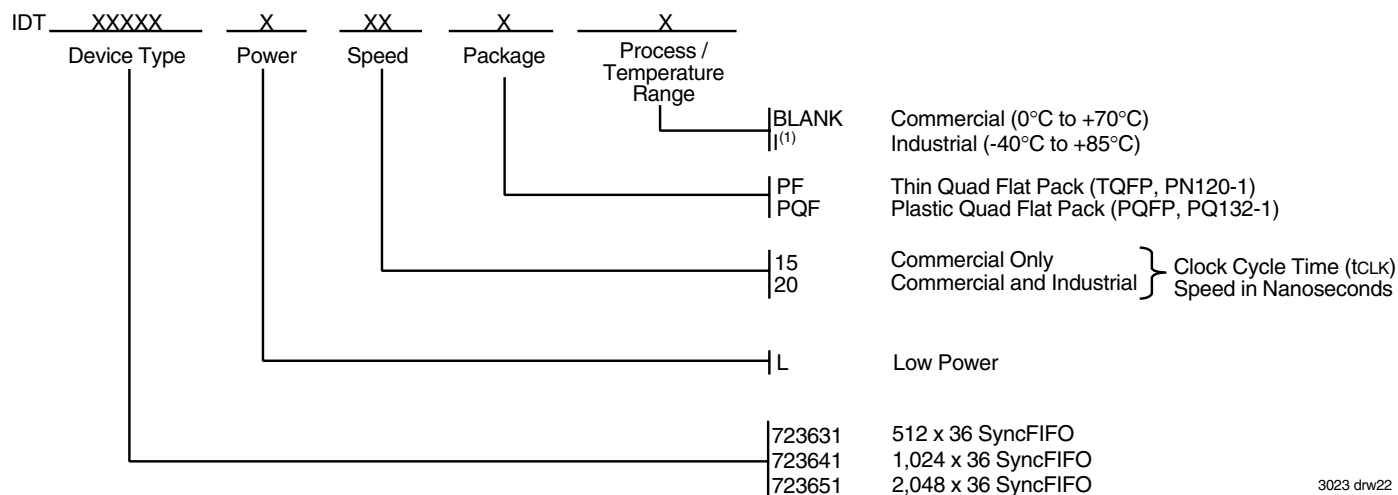 IDT XXXXX X XX X X
Device Type Power Speed Package Process /
Temperature
Range
BLANK Commercial (0°C to +70°C)
I(1) Industrial (-40°C to +85°C)
PF Thin Quad Flat Pack (TQFP, PN120-1)
PQF Plastic Quad Flat Pack (PQFP, PQ132-1)
15 Commercial Only
20 Commercial and Industrial
Clock Cycle Time (tCLK)
Speed in Nanoseconds
L Low Power
723631 512 x 36 SyncFIFO
723641 1,024 x 36 SyncFIFO
723651 2,048 x 36 SyncFIFO
3023 drw22